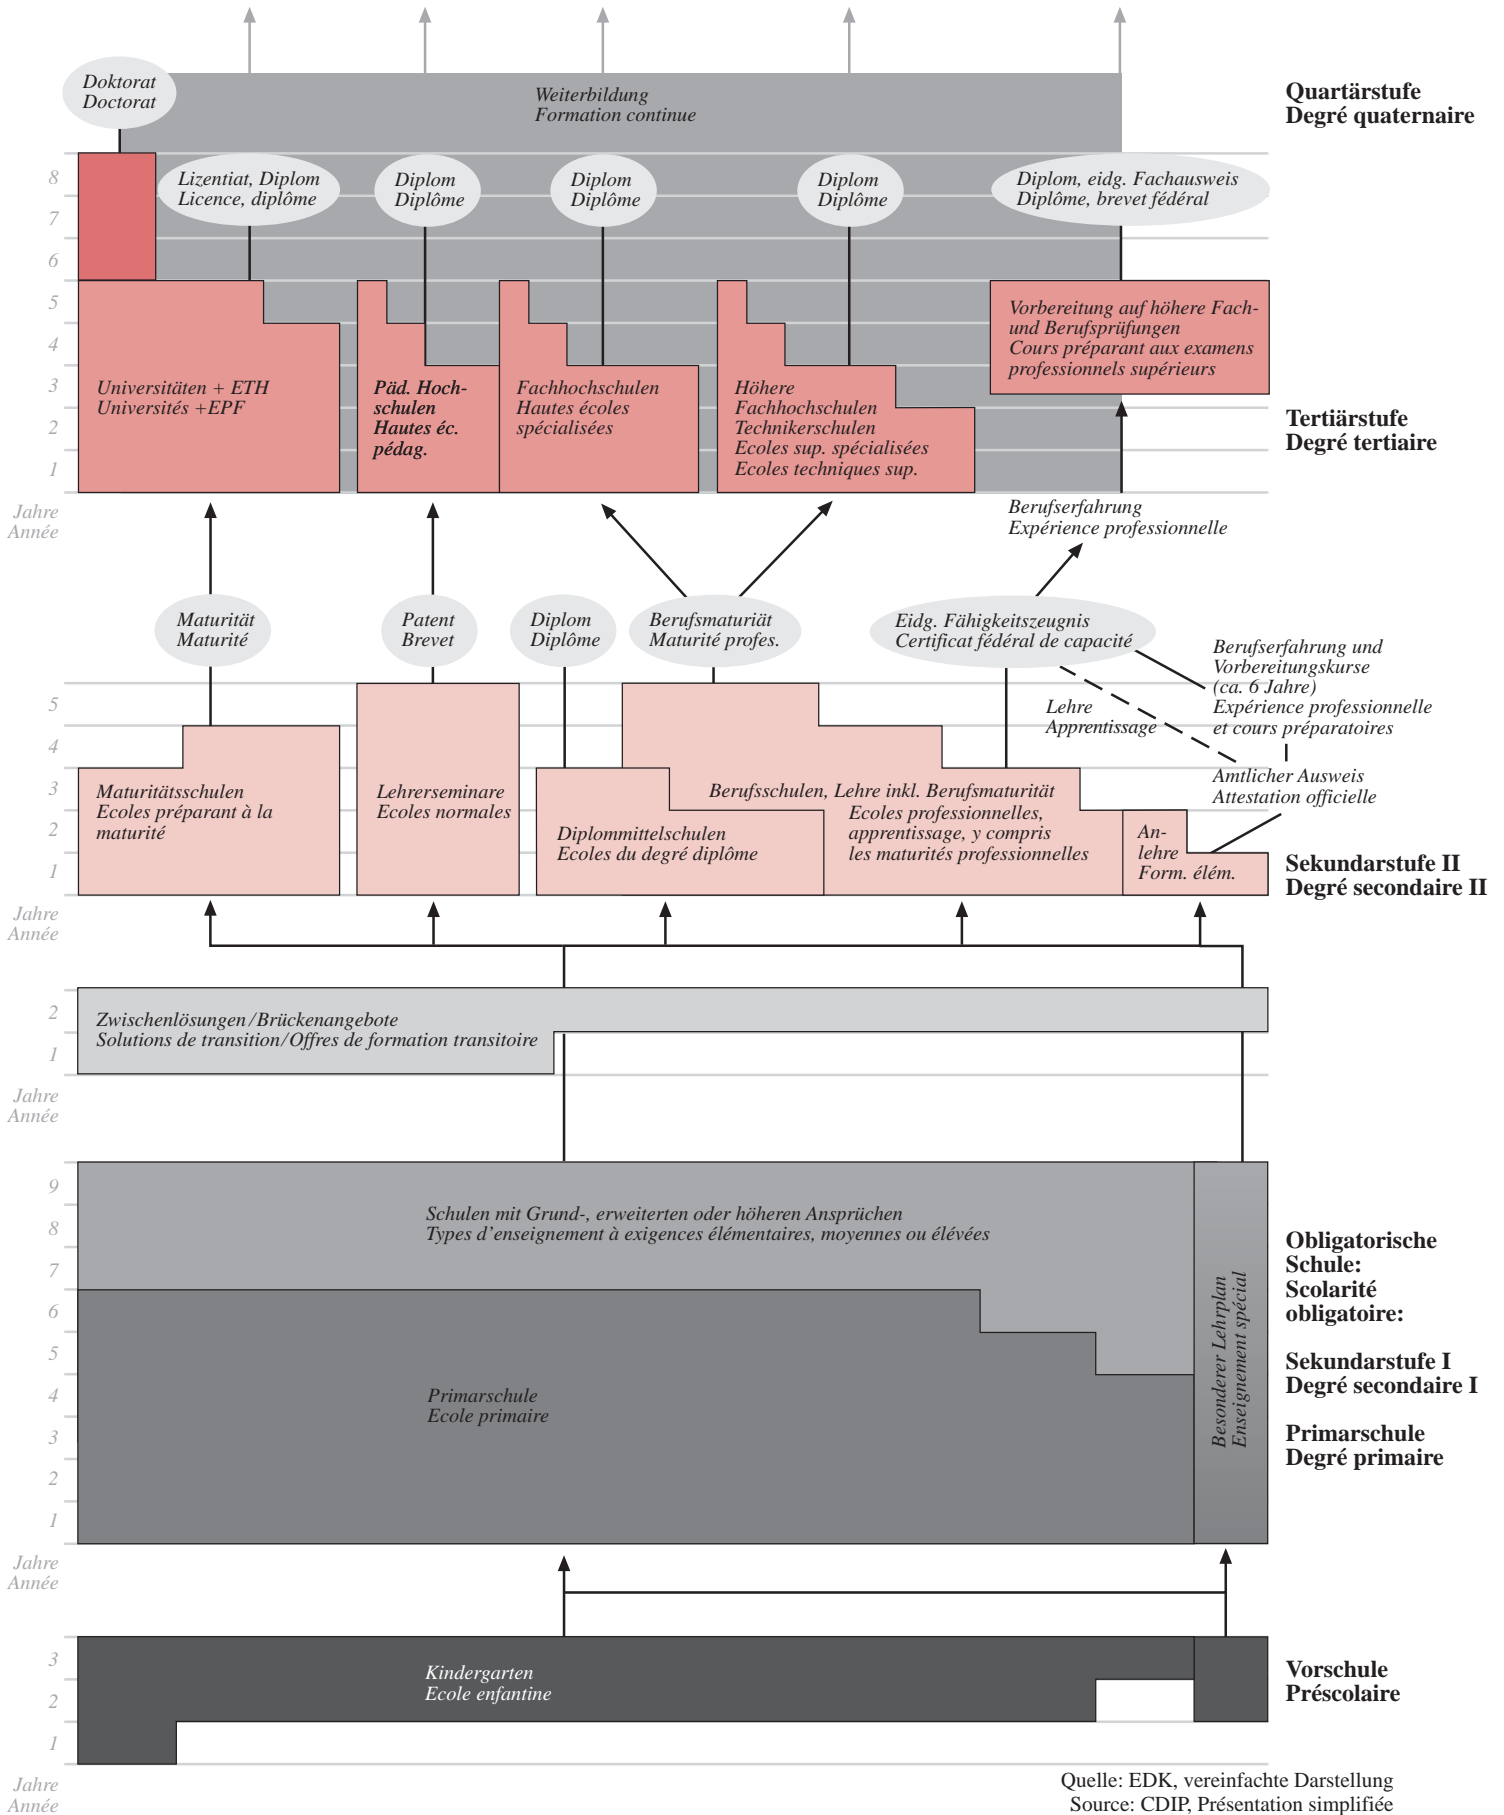 Doktorat
Doctorat
Weiterbildung
Formation continue
Quartärstufe
Degré quaternaire
8
7
6
5
4
3
2
1
Jahre
Année
Lizentiat, Diplom
Licence, diplôme
Diplom
Diplôme
Diplom
Diplôme
Diplom
Diplôme
Diplom, eidg. Fachausweis
Diplôme, brevet fédéral
Universitäten + ETH
Universités +EPF
Päd. Hoch-
schulen
Hautes éc.
pédag.
Fachhochschulen
Hautes écoles
spécialisées
Höhere
Fachhochschulen
Technikerschulen
Ecoles sup. spécialisées
Ecoles techniques sup.
Vorbereitung auf höhere Fach-
und Berufsprüfungen
Cours préparant aux examens
professionnels supérieurs
Tertiärstufe
Degré tertiaire
Berufserfahrung
Expérience professionnelle
Maturität
Maturité
Patent
Brevet
Diplom
Diplôme
Berufsmaturiät
Maturité profes.
Eidg. Fähigkeitszeugnis
Certificat fédéral de capacité
Berufserfahrung und
Vorbereitungskurse
(ca. 6 Jahre)
Expérience professionnelle
et cours préparatoires
Lehre
Apprentissage
Amtlicher Ausweis
Attestation officielle
5
4
3
2
1
Jahre
Année
Maturitätsschulen
Ecoles préparant à la
maturité
Lehrerseminare
Ecoles normales
Diplommittelschulen
Ecoles du degré diplôme
Berufsschulen, Lehre inkl. Berufsmaturität
Ecoles professionnelles,
apprentissage, y compris
les maturités professionnelles
An-
lehre
Form. élém.
Sekundarstufe II
Degré secondaire II
2
1
Jahre
Année
Zwischenlösungen/Brückenangebote
Solutions de transition/Offres de formation transitoire
9
8
7
6
5
4
3
2
1
Jahre
Année
Schulen mit Grund-, erweiterten oder höheren Ansprüchen
Types d'enseignement à exigences élémentaires, moyennes ou élévées
Primarschule
Ecole primaire
Besonderer Lehrplan
Enseignement spécial
Obligatorische
Schule:
Scolarité
obligatoire:
Sekundarstufe I
Degré secondaire I
Primarschule
Degré primaire
3
2
1
Jahre
Année
Kindergarten
Ecole enfantine
Vorschule
Préscolaire
Quelle: EDK, vereinfachte Darstellung
Source: CDIP, Présentation simplifiée